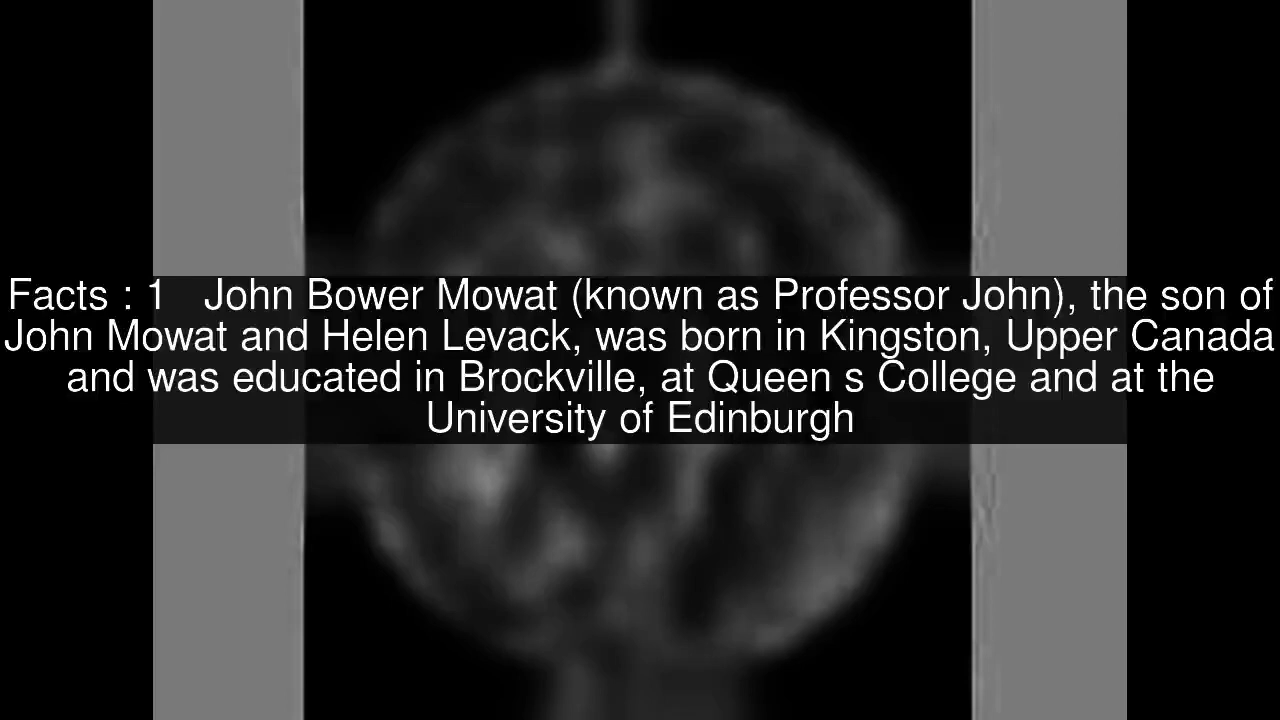 Facts : 1   John Bower Mowat (known as Professor John), the son of
John Mowat and Helen Levack, was born in Kingston, Upper Canada
and was educated in Brockville, at Queen s College and at the
University of Edinburgh